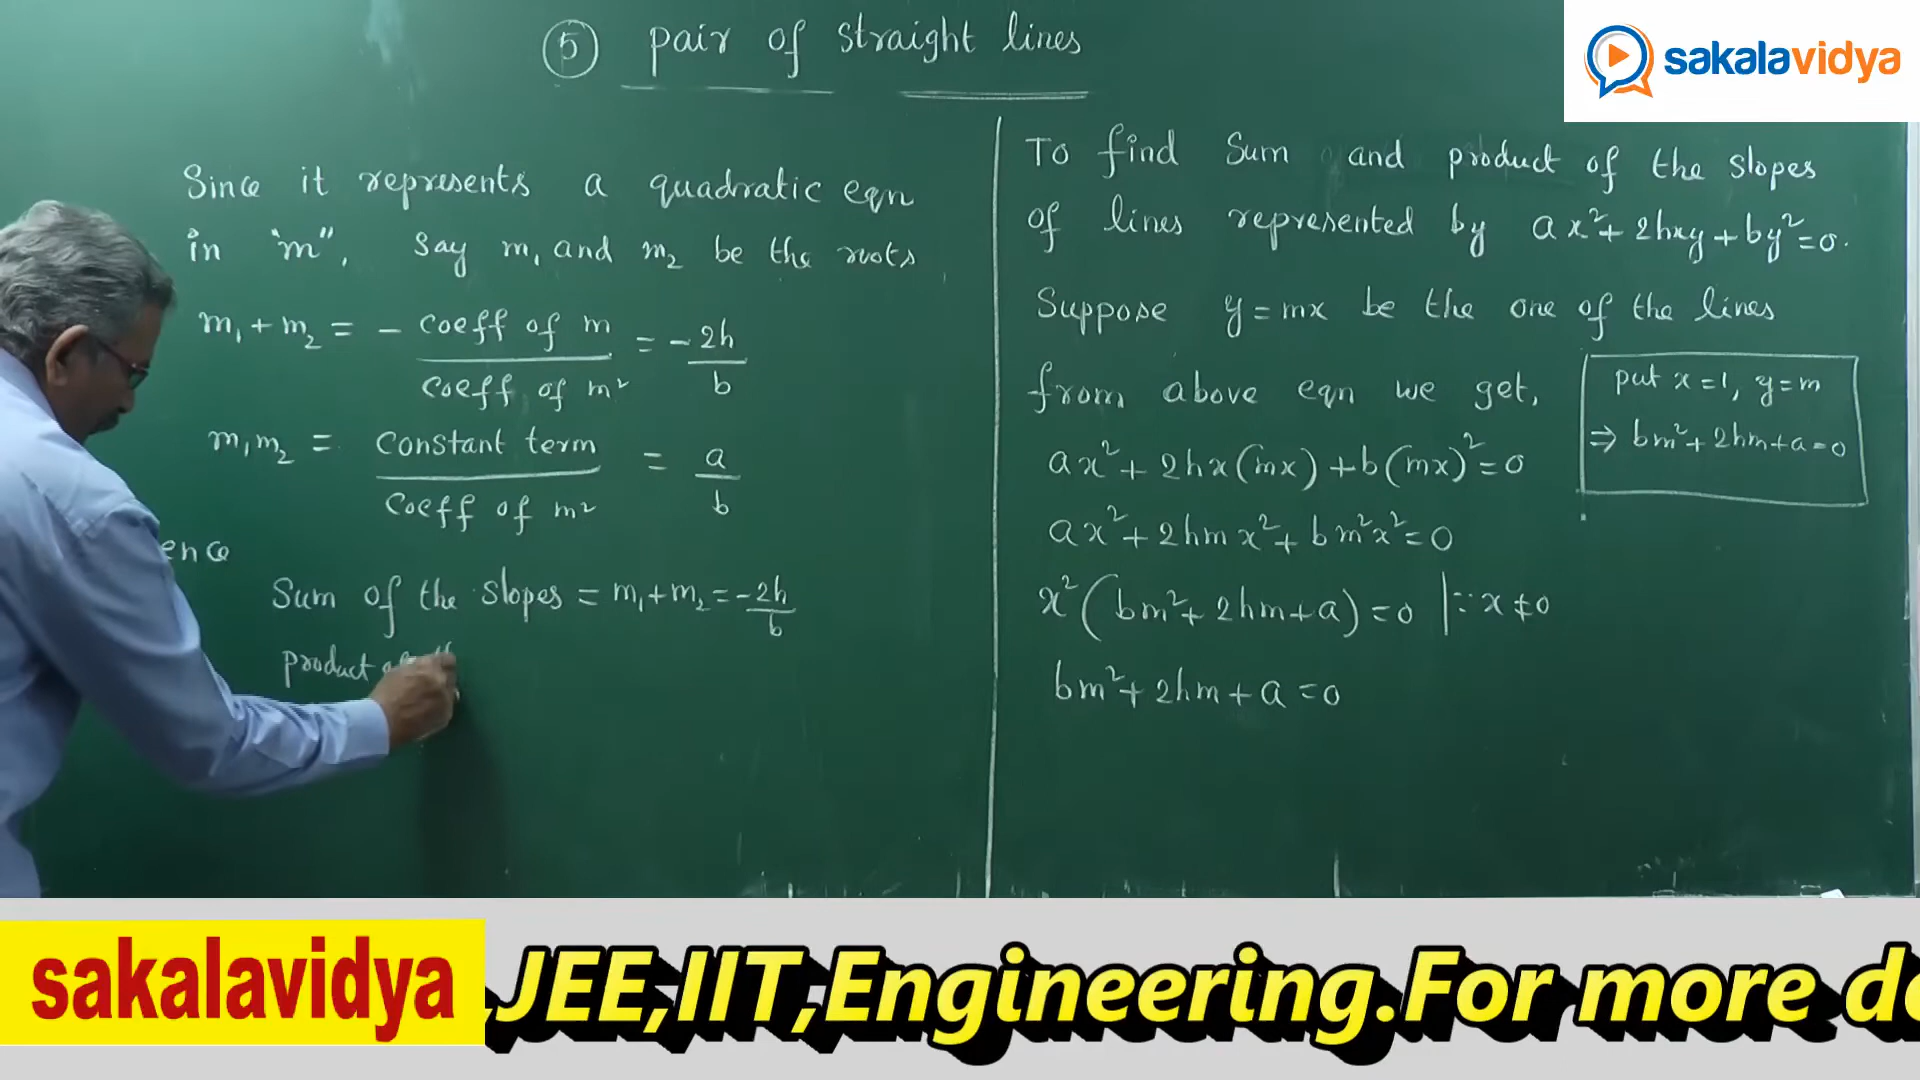 ⑤ pair of straight lines
sakalavidya
Since it represents a quadratic eqn
in "m", Say m₁ and m₂ be the roots
m₁ + m₂ = - coeff of m / coeff of m² = - 2h / b
m₁m₂ = constant term / coeff of m² = a / b
ence
Sum of the slopes = m₁ + m₂ = - 2h / b
product
To find Sum and product of the slopes
of lines represented by ax² + 2hxy + by² = 0.
Suppose y = mx be the one of the lines
from above eqn we get,
put x = 1, y = m
⇒ bm² + 2hm + a = 0
ax² + 2hx(mx) + b(mx)² = 0
ax² + 2hmx² + bm²x² = 0
x²(bm² + 2hm + a) = 0 | ∵ x ≠ 0
bm² + 2hm + a = 0
sakalavidya
.JEE,IIT,Engineering.For more de